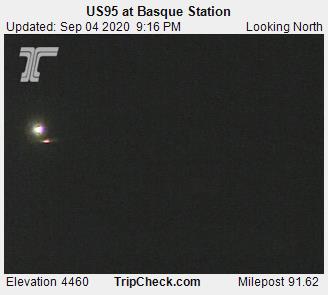 US95 at Basque Station
Updated: Sep 04 2020 9:16 PM Looking North
Elevation 4460 TripCheck.com Milepost 91.62